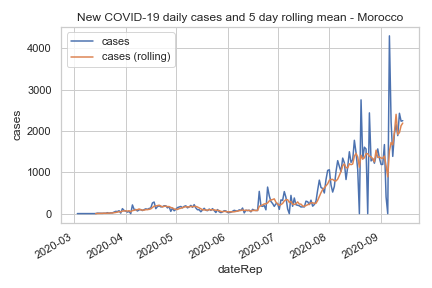 New COVID-19 daily cases and 5 day rolling mean - Morocco
cases
cases (rolling)
4000
3000
2000
1000
0
cases
2020-03
2020-04
2020-05
2020-06
2020-07
2020-08
2020-09
dateRep